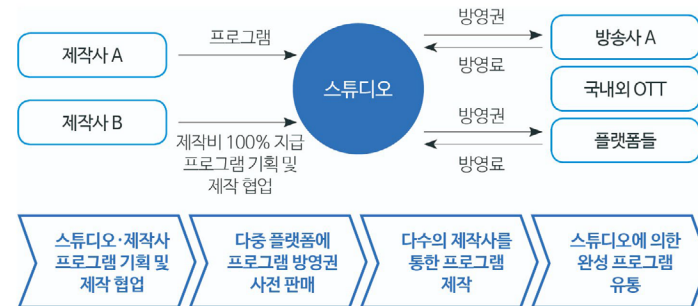 제작사 A
프로그램
스튜디오
방영권
방영료
방송사 A
국내외 OTT
제작사 B
제작비 100% 지급
프로그램 기획 및
제작 협업
방영권
방영료
플랫폼들
스튜디오·제작사
프로그램 기획 및
제작 협업
다중 플랫폼에
프로그램 방영권
사전 판매
다수의 제작사를
통한 프로그램
제작
스튜디오에 의한
완성 프로그램
유통